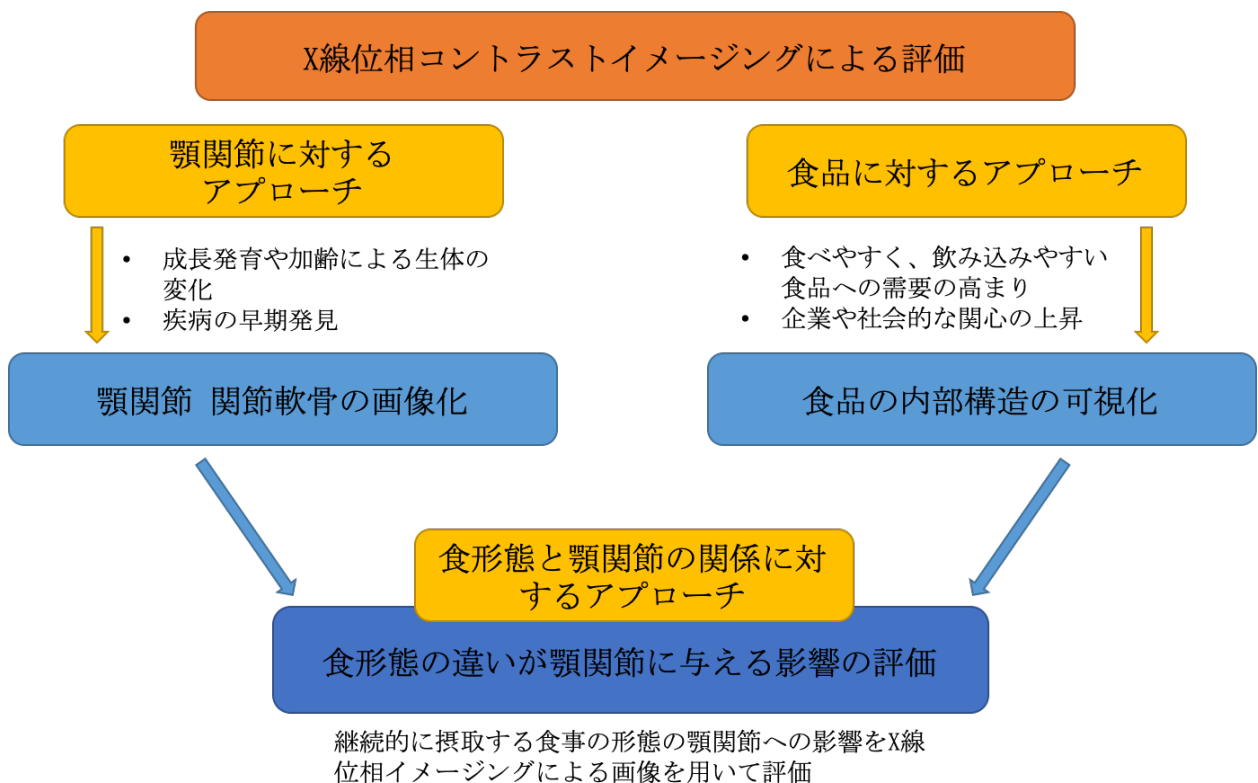 X線位相コントラストイメージングによる評価
顎関節に対する
アプローチ
• 成長発育や加齢による生体の
変化
• 疾病の早期発見
顎関節 関節軟骨の画像化
食品に対するアプローチ
• 食べやすく、飲み込みやすい
食品への需要の高まり
• 企業や社会的な関心の上昇
食品の内部構造の可視化
食形態と顎関節の関係に対
するアプローチ
食形態の違いが顎関節に与える影響の評価
継続的に摂取する食事の形態の顎関節への影響をX線
位相イメージングによる画像を用いて評価